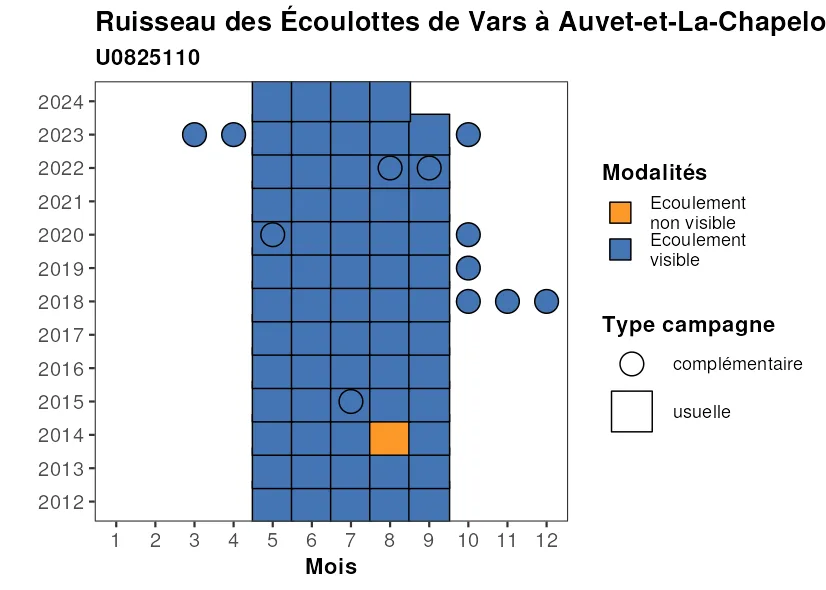 Ruisseau des Écoulottes de Vars à Auvet-et-La-Chapelo
U0825110
2024
2023
2022
2021
2020
2019
2018
2017
2016
2015
2014
2013
2012
1 2 3 4 5 6 7 8 9 10 11 12
Mois
Modalités
Ecoulement
non visible
Ecoulement
visible
Type campagne
complémentaire
usuelle